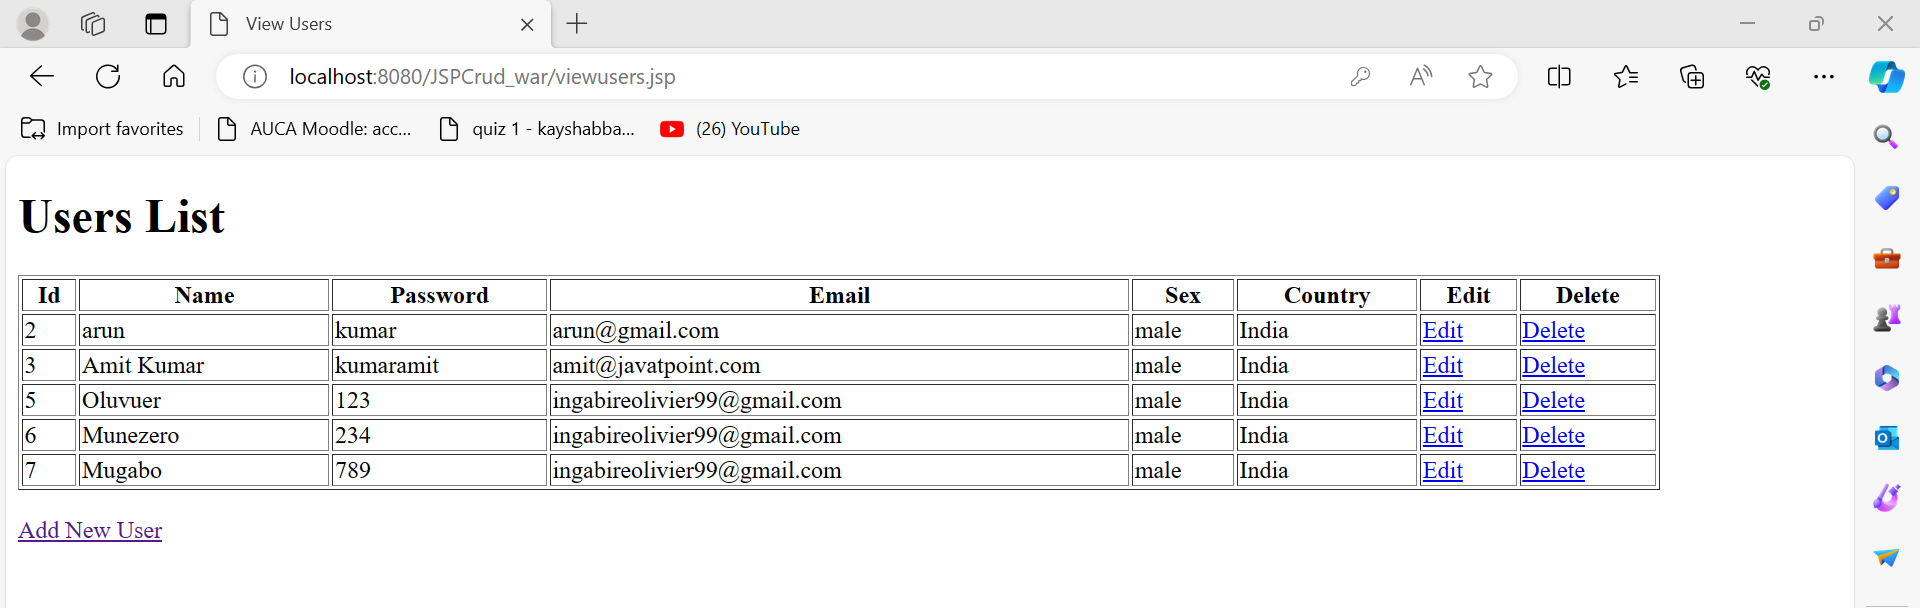 View Users
localhost:8080/JSPCrud_war/viewusers.jsp
Import favorites AUCA Moodle: acc... quiz 1 - kayshabba... (26) YouTube
Users List
Id Name Password Email Sex Country Edit Delete
2 arun kumar arun@gmail.com male India Edit Delete
3 Amit Kumar kumaramit amit@javatpoint.com male India Edit Delete
5 Oluvuer 123 ingabireolivier99@gmail.com male India Edit Delete
6 Munezero 234 ingabireolivier99@gmail.com male India Edit Delete
7 Mugabo 789 ingabireolivier99@gmail.com male India Edit Delete
Add New User